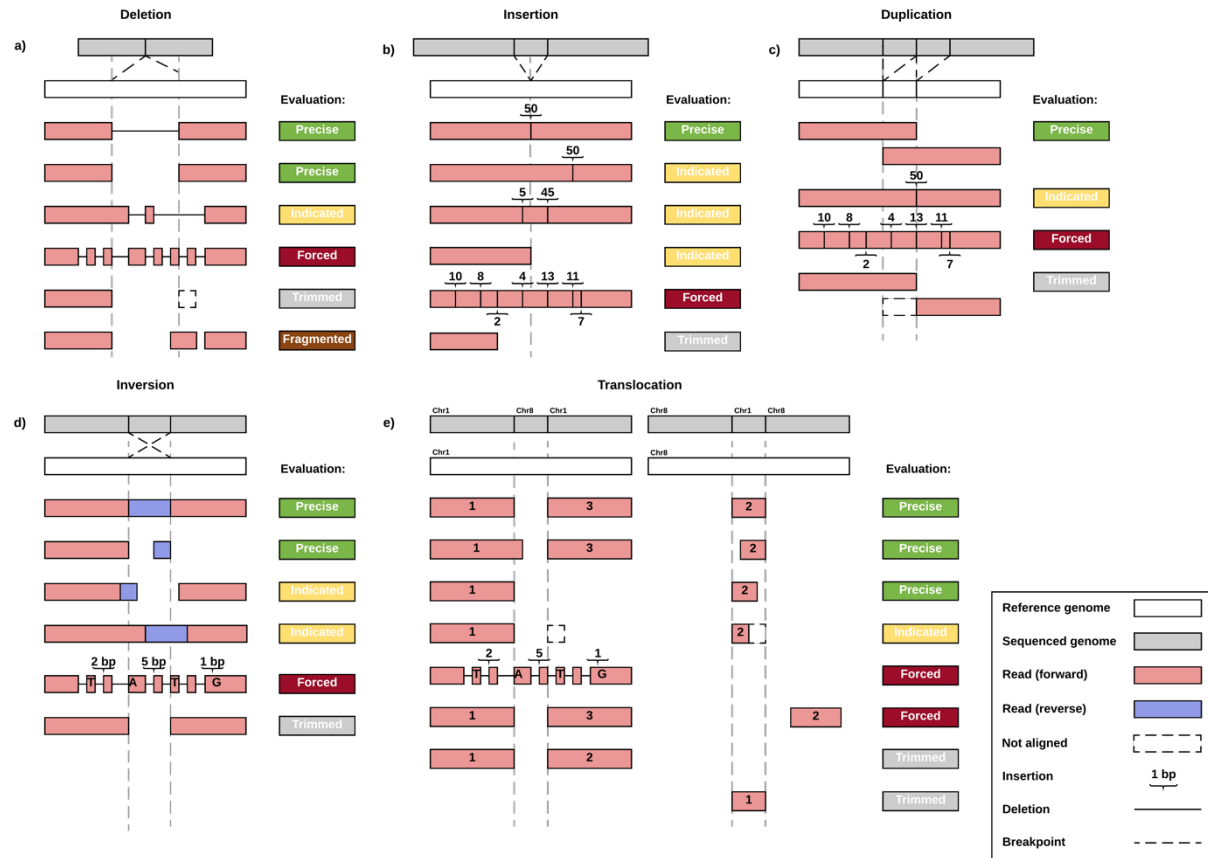 Deletion
a)
Evaluation:
Precise
Precise
Indicated
Forced
Trimmed
Fragmented
Insertion
b)
Evaluation:
50
Precise
50
Indicated
5 45
Indicated
Indicated
10 8 4 13 11
Forced
2 7
Trimmed
Duplication
c)
Evaluation:
Precise
50
Indicated
10 8 4 13 11
Forced
2 7
Trimmed
Inversion
d)
Evaluation:
Precise
Precise
Indicated
Indicated
2 bp 5 bp 1 bp
T A T G
Forced
Trimmed
Translocation
e)
Chr1 Chr8 Chr1 Chr8 Chr1 Chr8
Chr1 Chr8
Evaluation:
1 3 2 Precise
1 3 2 Precise
1 2 Precise
1 2 Indicated
2 5 1
T A T G Forced
1 3 2 Forced
1 2 Trimmed
1 Trimmed
Reference genome
Sequenced genome
Read (forward)
Read (reverse)
Not aligned
Insertion 1 bp
Deletion
Breakpoint